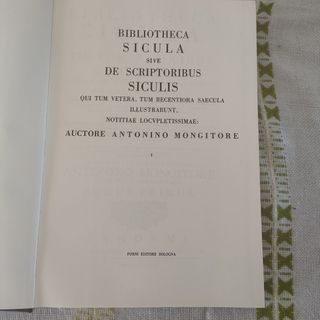 BIBLIOTHECA
SICULA
SIVE
DE SCRIPTORIBUS
SICULIS
QUI TUM VETERA, TUM RECENTIORA SAECULA
ILLUSTRARUNT,
NOTITIAE LOCVPLETISSIMAE:
AUCTORE ANTONINO MONGITORE
I
FORNI EDITORE BOLOGNA